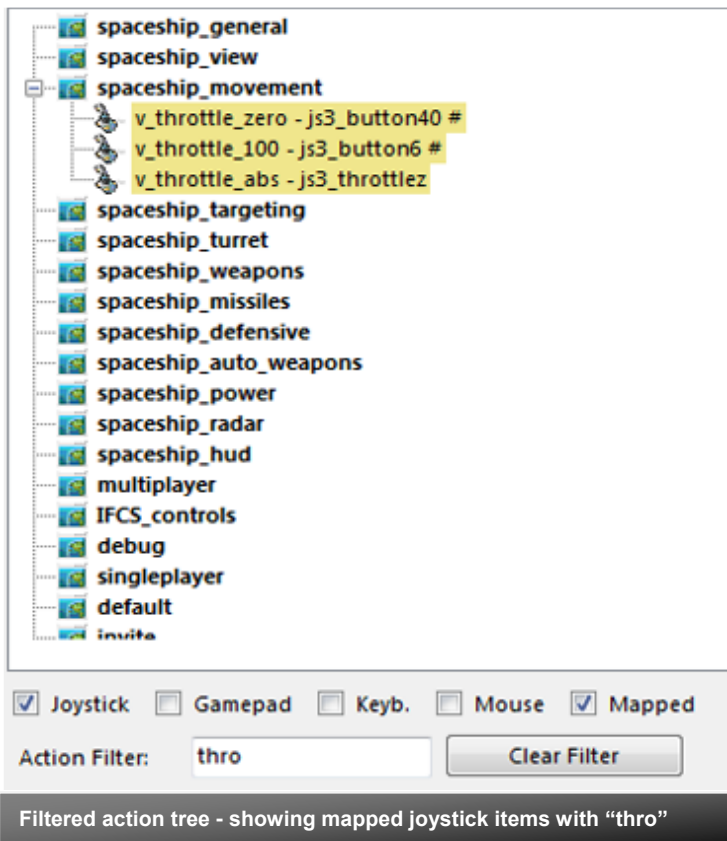 spaceship_general
spaceship_view
spaceship_movement
v_throttle_zero - js3_button40 #
v_throttle_100 - js3_button6 #
v_throttle_abs - js3_throttlez
spaceship_targeting
spaceship_turret
spaceship_weapons
spaceship_missiles
spaceship_defensive
spaceship_auto_weapons
spaceship_power
spaceship_radar
spaceship_hud
multiplayer
IFCS_controls
debug
singleplayer
default
invite
Joystick Gamepad Keyb. Mouse Mapped
Action Filter: thro Clear Filter
Filtered action tree - showing mapped joystick items with “thro”